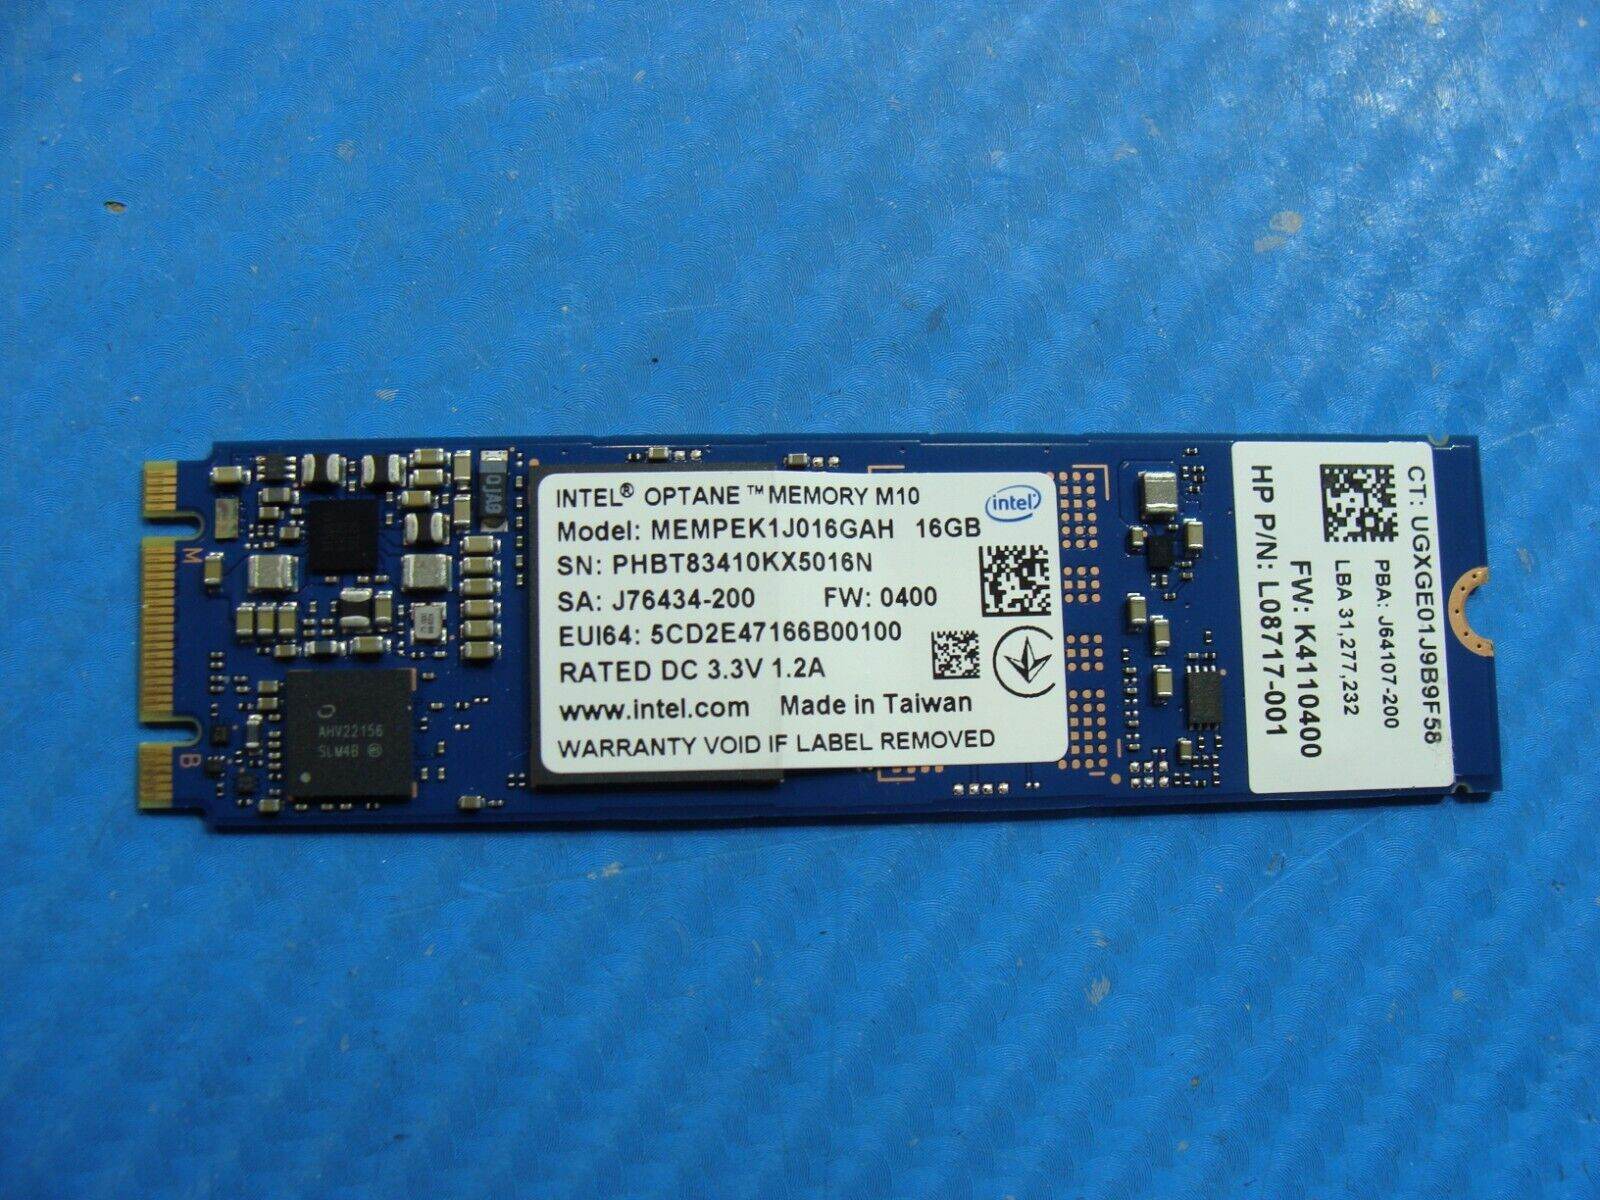 INTEL® OPTANE™ MEMORY M10
intel
Model: MEMPEK1J016GAH 16GB
SN: PHBT83410KX5016N
SA: J76434-200 FW: 0400
EUI64: 5CD2E47166B00100
RATED DC 3.3V 1.2A
www.intel.com Made in Taiwan
WARRANTY VOID IF LABEL REMOVED
CT: UGXGE01J9B9F58
PBA: J64107-200
LBA 31,277,232
FW: K4110400
HP P/N: L08717-001
M
B
AHV22156
SLM4B